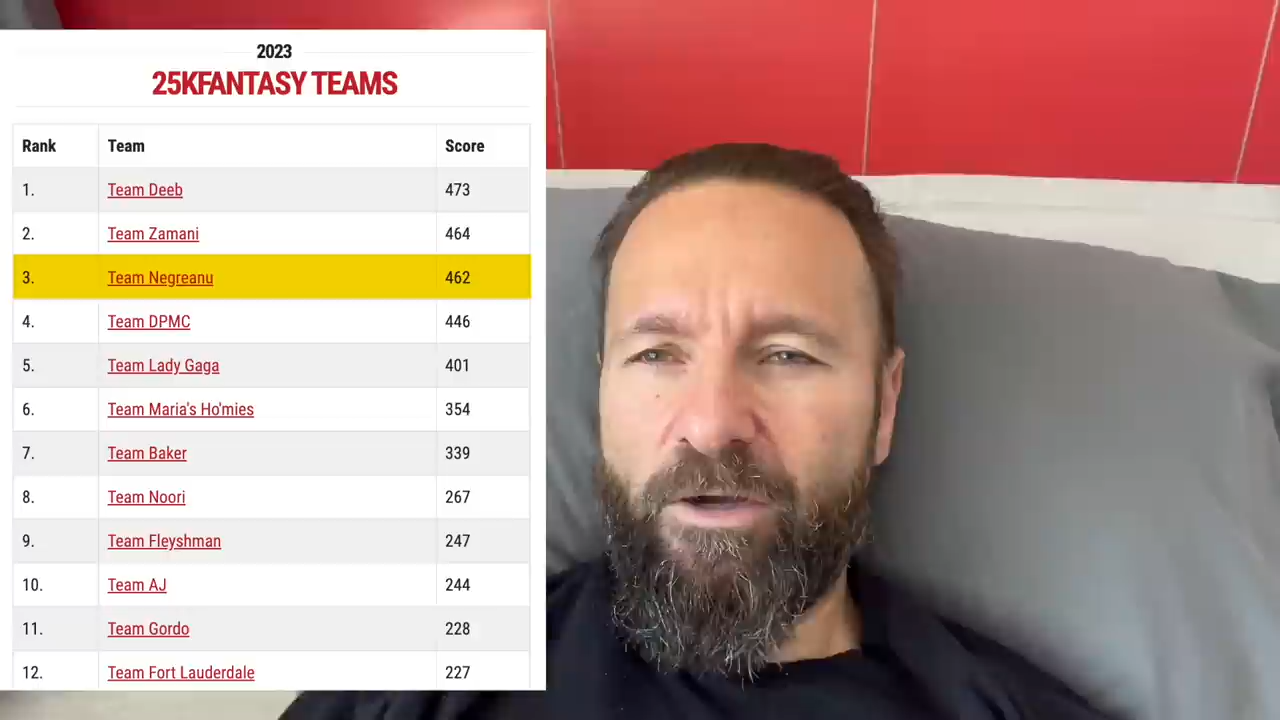 2023
25KFANTASY TEAMS
Rank Team Score
1. Team Deeb 473
2. Team Zamani 464
3. Team Negreanu 462
4. Team DPMC 446
5. Team Lady Gaga 401
6. Team Maria's Ho'mies 354
7. Team Baker 339
8. Team Noori 267
9. Team Fleyshman 247
10. Team AJ 244
11. Team Gordo 228
12. Team Fort Lauderdale 227